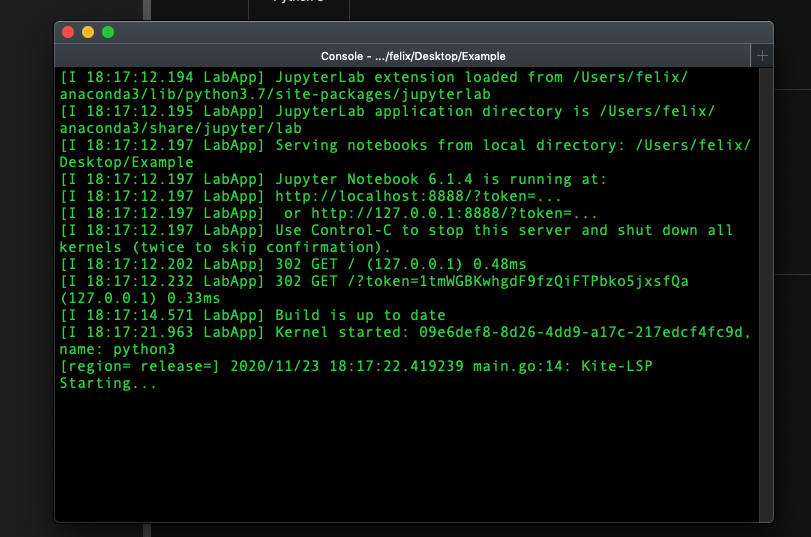 Console - .../felix/Desktop/Example
[I 18:17:12.194 LabApp] JupyterLab extension loaded from /Users/felix/
anaconda3/lib/python3.7/site-packages/jupyterlab
[I 18:17:12.195 LabApp] JupyterLab application directory is /Users/felix/
anaconda3/share/jupyter/lab
[I 18:17:12.197 LabApp] Serving notebooks from local directory: /Users/felix/
Desktop/Example
[I 18:17:12.197 LabApp] Jupyter Notebook 6.1.4 is running at:
[I 18:17:12.197 LabApp] http://localhost:8888/?token=...
[I 18:17:12.197 LabApp]  or http://127.0.0.1:8888/?token=...
[I 18:17:12.197 LabApp] Use Control-C to stop this server and shut down all
kernels (twice to skip confirmation).
[I 18:17:12.202 LabApp] 302 GET / (127.0.0.1) 0.48ms
[I 18:17:12.232 LabApp] 302 GET /?token=1tmWGBKwhgdF9fzQiFTPbko5jxsfQa
(127.0.0.1) 0.33ms
[I 18:17:14.571 LabApp] Build is up to date
[I 18:17:21.963 LabApp] Kernel started: 09e6def8-8d26-4dd9-a17c-217edcf4fc9d,
name: python3
[region= release=] 2020/11/23 18:17:22.419239 main.go:14: Kite-LSP
Starting...